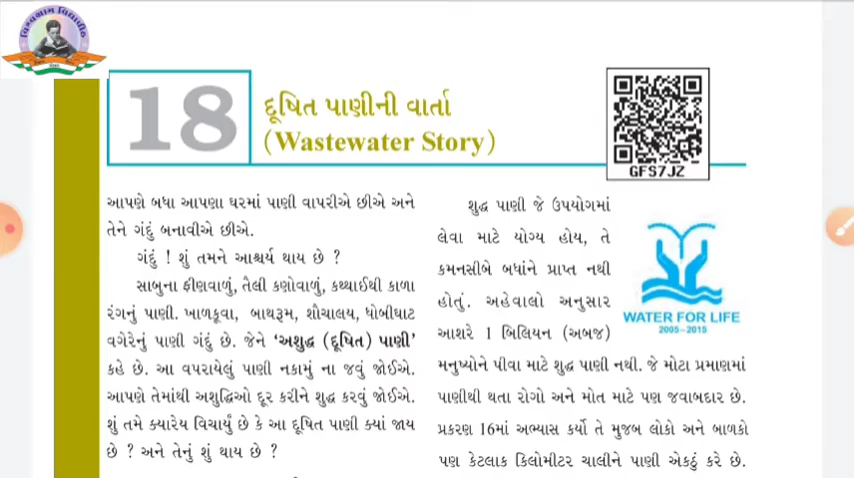 વિશ્વગ્રામ વિદ્યાપીઠ
18
દૂષિત પાણીની વાર્તા
(Wastewater Story)
GFS7JZ
આપણે બધા આપણા ઘરમાં પાણી વાપરીએ છીએ અને
તેને ગંદું બનાવીએ છીએ.
ગંદું ! શું તમને આશ્ચર્ય થાય છે ?
સાબુના ફીણવાળું, તૈલી કણોવાળું, કથ્થાઈથી કાળા
રંગનું પાણી. ખાળકૂવા, બાથરૂમ, શૌચાલય, ધોબીઘાટ
વગેરેનું પાણી ગંદું છે. જેને ‘અશુદ્ધ (દૂષિત) પાણી’
કહે છે. આ વપરાયેલું પાણી નકામું ના જવું જોઈએ.
આપણે તેમાંથી અશુદ્ધિઓ દૂર કરીને શુદ્ધ કરવું જોઈએ.
શું તમે ક્યારેય વિચાર્યું છે કે આ દૂષિત પાણી ક્યાં જાય
છે ? અને તેનું શું થાય છે ?
શુદ્ધ પાણી જે ઉપયોગમાં
લેવા માટે યોગ્ય હોય, તે
કમનસીબે બધાંને પ્રાપ્ત નથી
હોતું. અહેવાલો અનુસાર
આશરે 1 બિલિયન (અબજ)
મનુષ્યોને પીવા માટે શુદ્ધ પાણી નથી. જે મોટા પ્રમાણમાં
પાણીથી થતા રોગો અને મોત માટે પણ જવાબદાર છે.
પ્રકરણ 16માં અભ્યાસ કર્યો તે મુજબ લોકો અને બાળકો
પણ કેટલાક કિલોમીટર ચાલીને પાણી એકઠું કરે છે.
WATER FOR LIFE
2005–2015